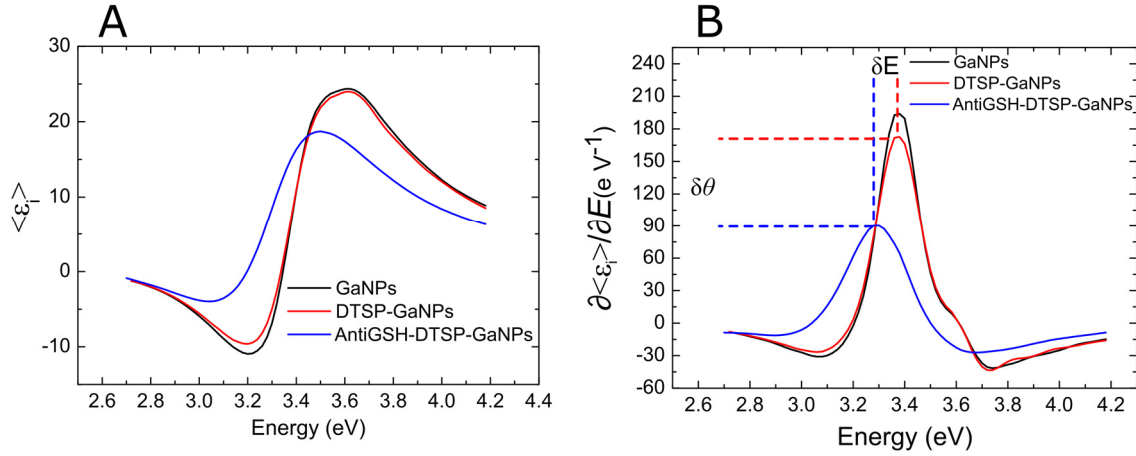 A
30
20
10
0
-10
<εi>
GaNPs
DTSP-GaNPs
AntiGSH-DTSP-GaNPs
2.6 2.8 3.0 3.2 3.4 3.6 3.8 4.0 4.2 4.4
Energy (eV)
B
240
210
180
150
120
90
60
30
0
-30
-60
∂<εi>/∂E(e V-1)
δE
GaNPs
DTSP-GaNPs
AntiGSH-DTSP-GaNPs
δθ
2.6 2.8 3.0 3.2 3.4 3.6 3.8 4.0 4.2
Energy (eV)